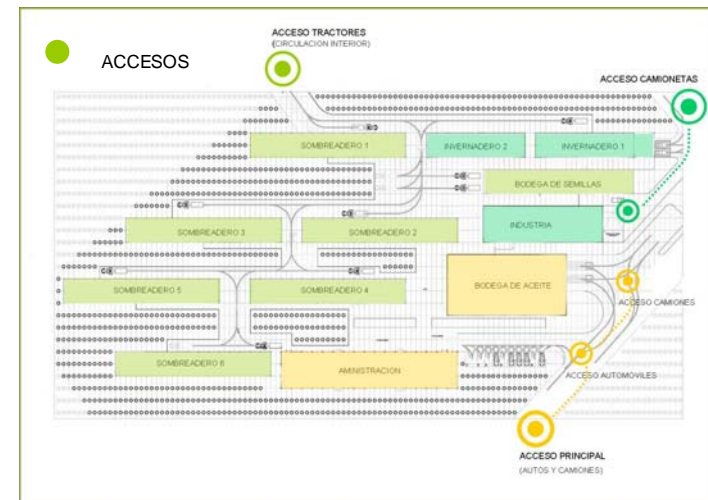 ACCESO TRACTORES
(CIRCULACION INTERIOR)
ACCESOS
ACCESO CAMIONETAS
SOMBREADERO 1
INVERNADERO 2
INVERNADERO 1
BODEGA DE SEMILLAS
SOMBREADERO 3
SOMBREADERO 2
INDUSTRIA
SOMBREADERO 5
SOMBREADERO 4
BODEGA DE ACEITE
ACCESO CAMIONES
SOMBREADERO 6
AMINISTRACION
ACCESO AUTOMOVILES
ACCESO PRINCIPAL
(AUTOS Y CAMIONES)